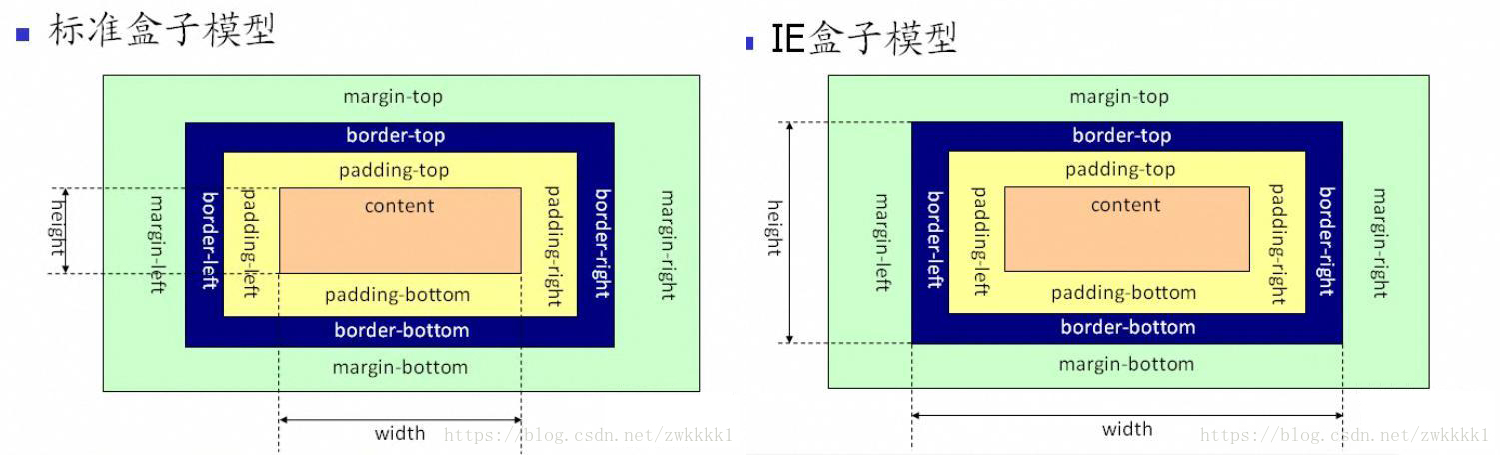 标准盒子模型
margin-top
border-top
padding-top
content
height
margin-left
border-left
padding-left
padding-right
border-right
margin-right
padding-bottom
border-bottom
margin-bottom
width
https://blog.csdn.net/zwkkkk1
IE盒子模型
margin-top
border-top
padding-top
content
height
margin-left
border-left
padding-left
padding-right
border-right
margin-right
padding-bottom
border-bottom
margin-bottom
width
https://blog.csdn.net/zwkkkk1